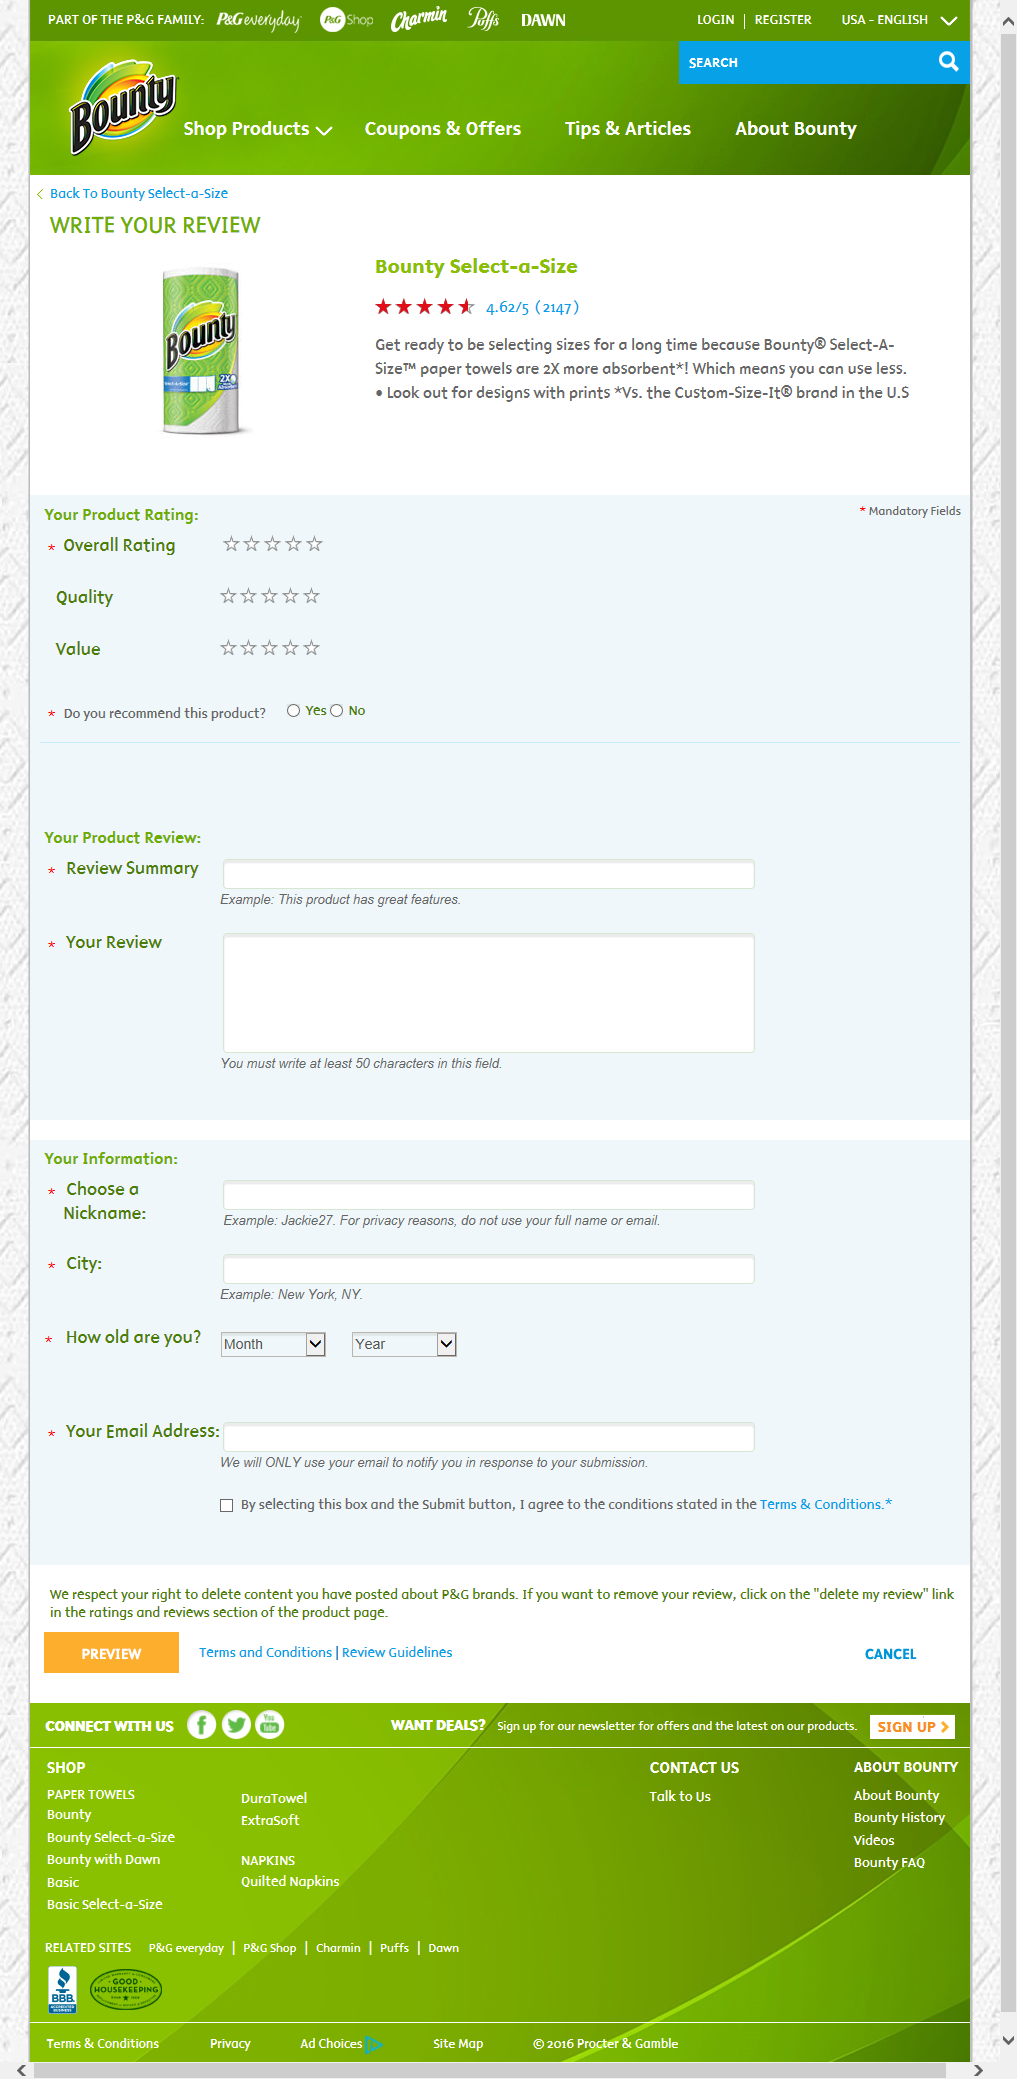 PART OF THE P&G FAMILY: P&G everyday P&G Shop Charmin Puffs DAWN LOGIN | REGISTER USA - ENGLISH
SEARCH
Bounty
Shop Products Coupons & Offers Tips & Articles About Bounty
Back To Bounty Select-a-Size
WRITE YOUR REVIEW
Bounty Select-a-Size
4.62/5 (2147)
Get ready to be selecting sizes for a long time because Bounty® Select-A-
Size™ paper towels are 2X more absorbent*! Which means you can use less.
• Look out for designs with prints *Vs. the Custom-Size-It® brand in the U.S
Bounty
2X
Your Product Rating:
* Mandatory Fields
* Overall Rating
Quality
Value
* Do you recommend this product? Yes No
Your Product Review:
* Review Summary
Example: This product has great features.
* Your Review
You must write at least 50 characters in this field.
Your Information:
* Choose a
Nickname:
Example: Jackie27. For privacy reasons, do not use your full name or email.
* City:
Example: New York, NY.
* How old are you? Month Year
* Your Email Address:
We will ONLY use your email to notify you in response to your submission.
By selecting this box and the Submit button, I agree to the conditions stated in the Terms & Conditions.*
We respect your right to delete content you have posted about P&G brands. If you want to remove your review, click on the "delete my review" link
in the ratings and reviews section of the product page.
PREVIEW Terms and Conditions | Review Guidelines CANCEL
CONNECT WITH US You Tube WANT DEALS? Sign up for our newsletter for offers and the latest on our products. SIGN UP
SHOP
PAPER TOWELS
Bounty
Bounty Select-a-Size
Bounty with Dawn
Basic
Basic Select-a-Size
DuraTowel
ExtraSoft
NAPKINS
Quilted Napkins
CONTACT US
Talk to Us
ABOUT BOUNTY
About Bounty
Bounty History
Videos
Bounty FAQ
RELATED SITES P&G everyday | P&G Shop | Charmin | Puffs | Dawn
BBB
ACCREDITED BUSINESS
GOOD
HOUSEKEEPING
Terms & Conditions Privacy Ad Choices Site Map © 2016 Procter & Gamble